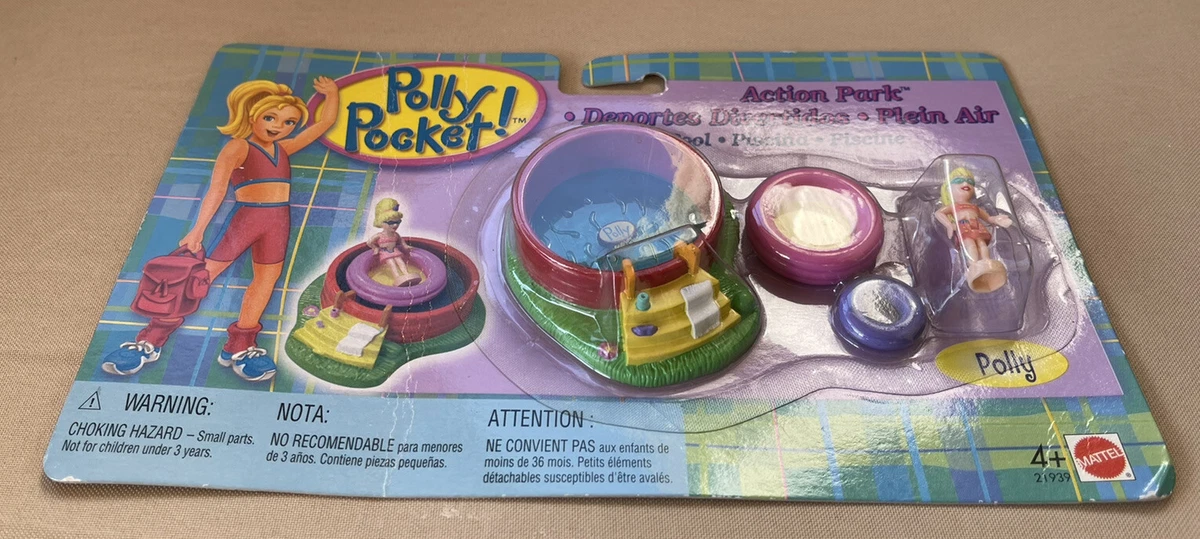 Polly
Pocket!™
Action Park™
• Deportes Divertidos • Plein Air
Pool • Piscina • Piscine
Polly
Polly
⚠ WARNING:
CHOKING HAZARD – Small parts.
Not for children under 3 years.
NOTA:
NO RECOMENDABLE para menores
de 3 años. Contiene piezas pequeñas.
ATTENTION :
NE CONVIENT PAS aux enfants de
moins de 36 mois. Petits éléments
détachables susceptibles d'être avalés.
4+
21939
MATTEL